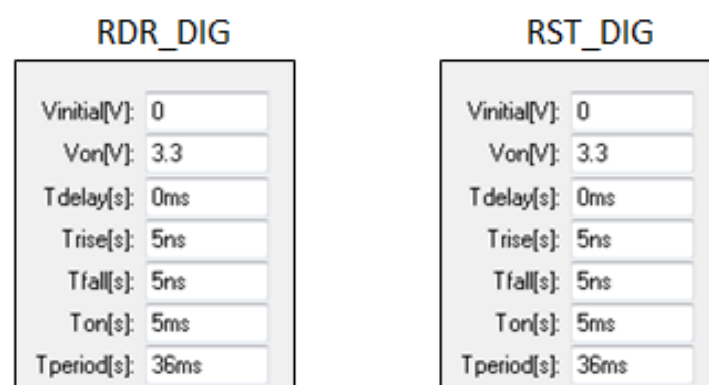 RDR_DIG
Vinitial[V]: 0
Von[V]: 3.3
Tdelay[s]: 0ms
Trise[s]: 5ns
Tfall[s]: 5ns
Ton[s]: 5ms
Tperiod[s]: 36ms
RST_DIG
Vinitial[V]: 0
Von[V]: 3.3
Tdelay[s]: 0ms
Trise[s]: 5ns
Tfall[s]: 5ns
Ton[s]: 5ms
Tperiod[s]: 36ms